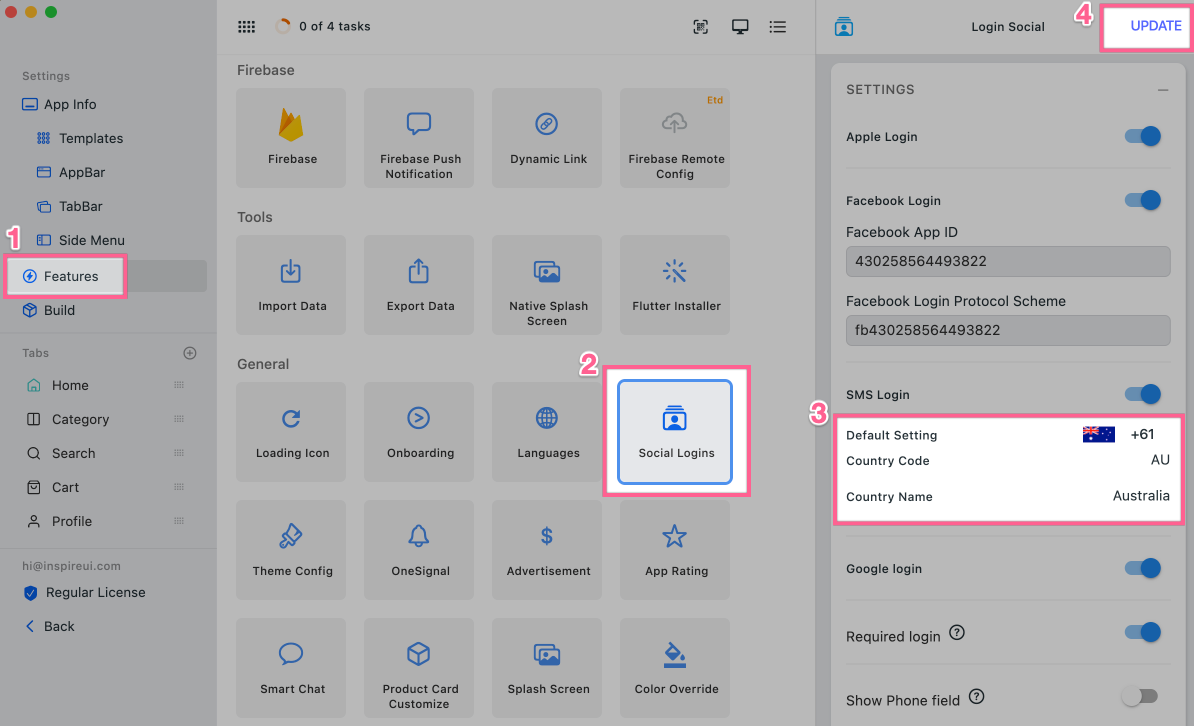 0 of 4 tasks
Login Social
4
UPDATE
Settings
App Info
Templates
AppBar
TabBar
Side Menu
1
Features
Build
Tabs
Home
Category
Search
Cart
Profile
hi@inspireui.com
Regular License
Back
Firebase
Firebase
Firebase Push
Notification
Dynamic Link
Etd
Firebase Remote
Config
Tools
Import Data
Export Data
Native Splash
Screen
Flutter Installer
General
Loading Icon
Onboarding
Languages
2
Social Logins
Theme Config
OneSignal
$
Advertisement
App Rating
Smart Chat
Product Card
Customize
Splash Screen
Color Override
SETTINGS
Apple Login
Facebook Login
Facebook App ID
430258564493822
Facebook Login Protocol Scheme
fb430258564493822
SMS Login
3
Default Setting +61
Country Code AU
Country Name Australia
Google login
Required login ?
Show Phone field ?